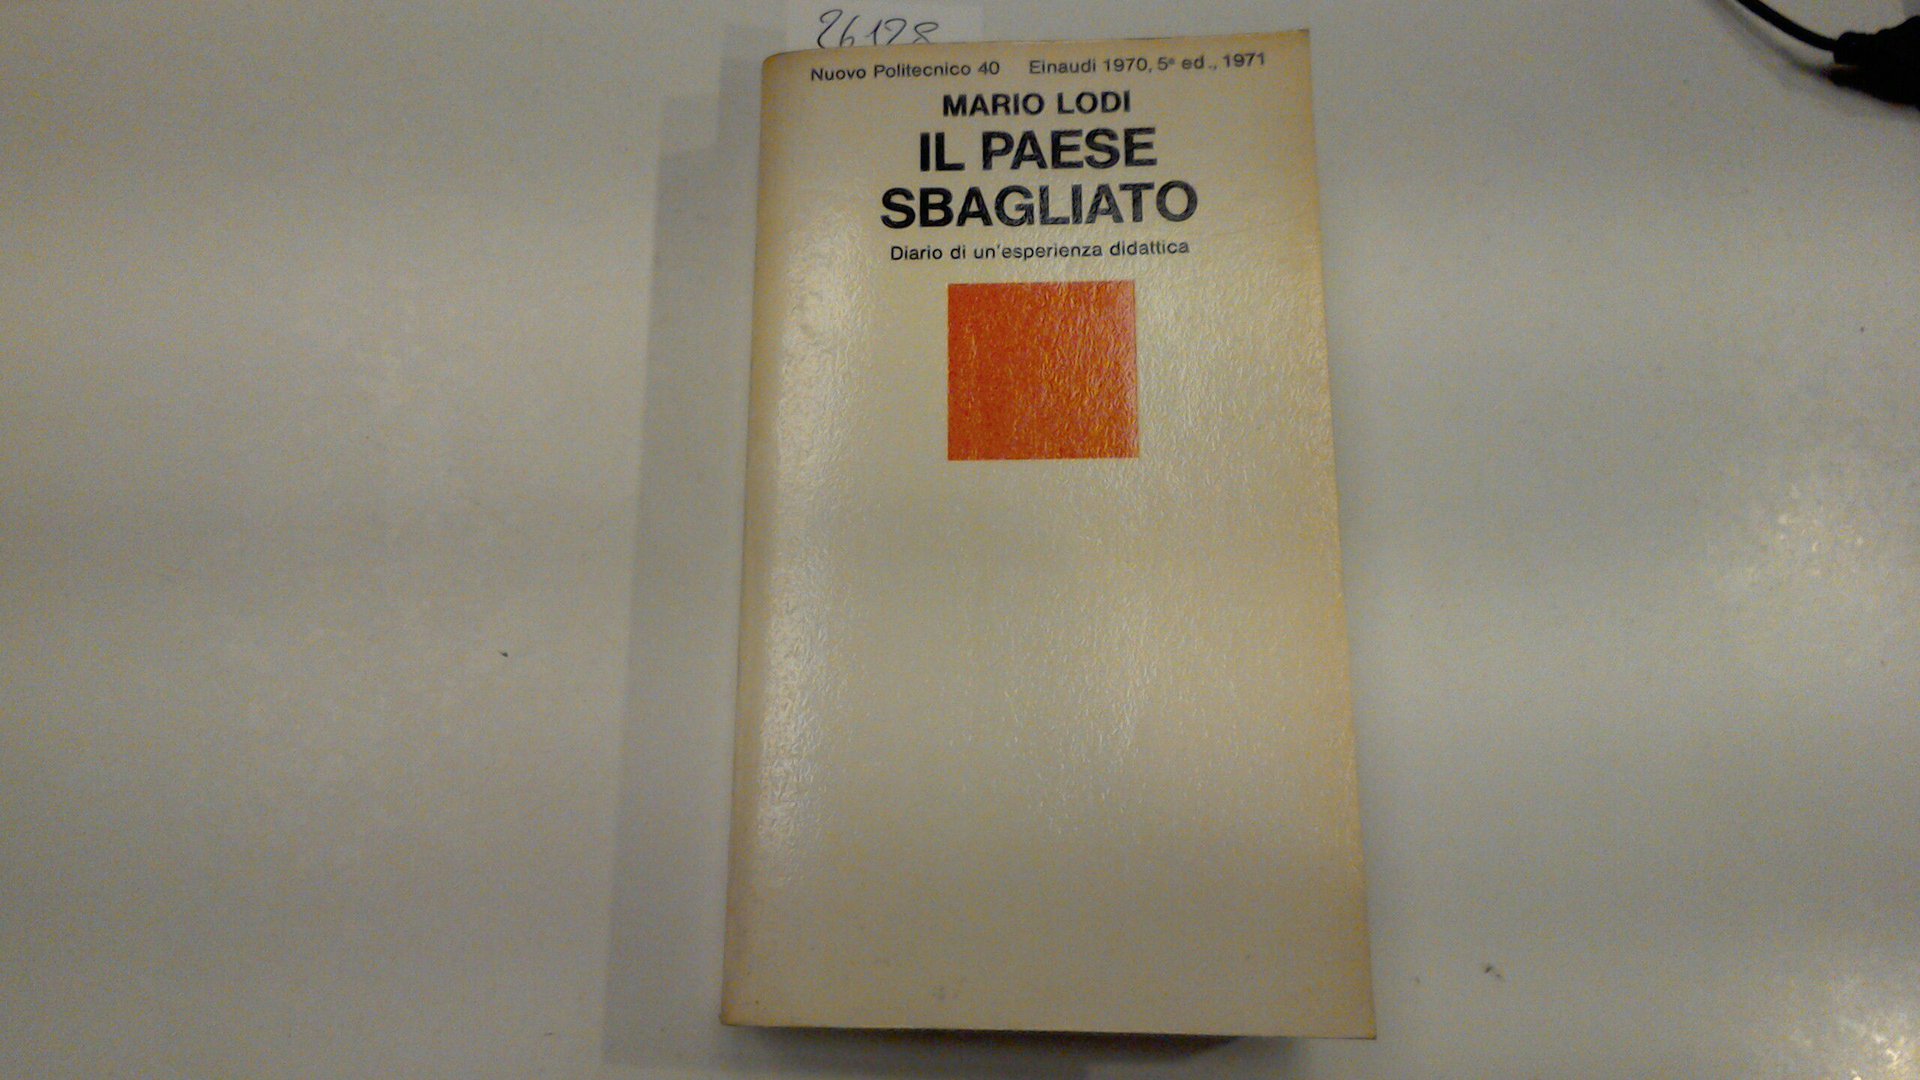 26128
Nuovo Politecnico 40 Einaudi 1970, 5ª ed., 1971
MARIO LODI
IL PAESE
SBAGLIATO
Diario di un'esperienza didattica